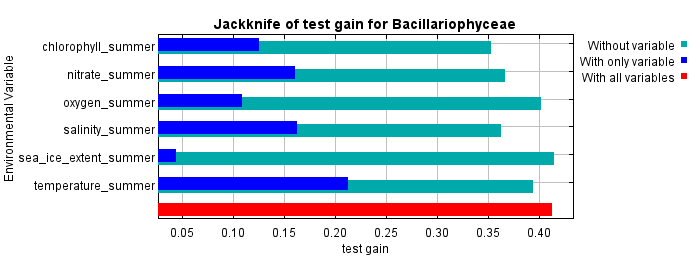 Jackknife of test gain for Bacillariophyceae
Environmental Variable
chlorophyll_summer
nitrate_summer
oxygen_summer
salinity_summer
sea_ice_extent_summer
temperature_summer
0.05 0.10 0.15 0.20 0.25 0.30 0.35 0.40
test gain
Without variable
With only variable
With all variables